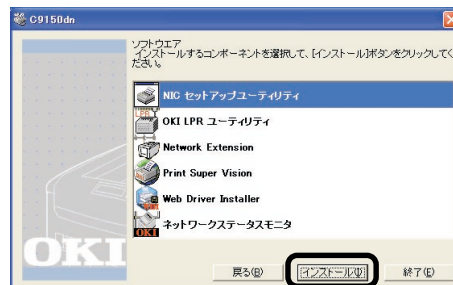 C9150dn
ソフトウエア
インストールするコンポーネントを選択して、[インストール]ボタンをクリックしてく
ださい。
NIC セットアップユーティリティ
OKI LPR ユーティリティ
Network Extension
Print Super Vision
Web Driver Installer
ネットワークステータスモニタ
OKI
戻る(B)
インストール(I)
終了(E)